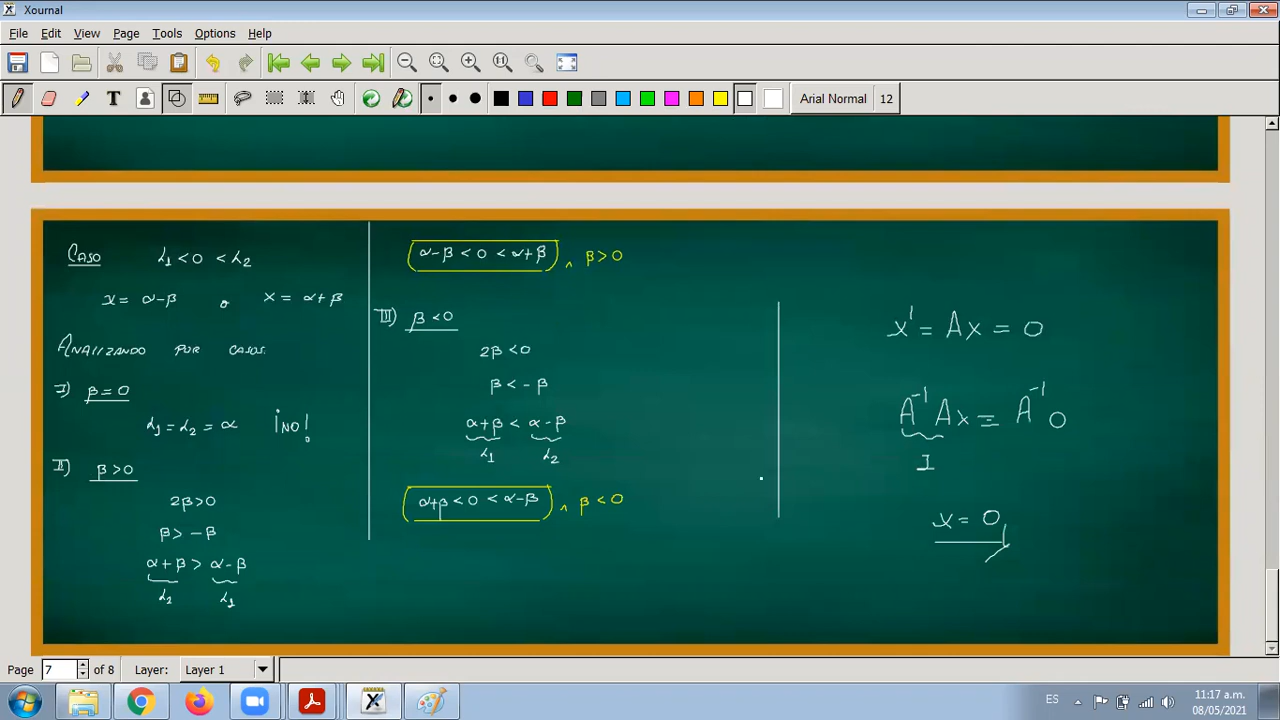 Xournal
File Edit View Page Tools Options Help
Arial Normal 12
CASO λ₁ < 0 < λ₂
x = α-β o x = α+β
ANALIZANDO POR CASOS.
I) β = 0
λ₁ = λ₂ = α ¡NO!
II) β > 0
2β > 0
β > -β
α+β > α-β
λ₂ λ₁
α-β < 0 < α+β ∧ β > 0
III) β < 0
2β < 0
β < -β
α+β < α-β
λ₁ λ₂
α+β < 0 < α-β ∧ β < 0
x' = Ax = 0
A⁻¹Ax = A⁻¹0
I
x = 0
Page 7 of 8 Layer: Layer 1
ES 11:17 a.m.
08/05/2021